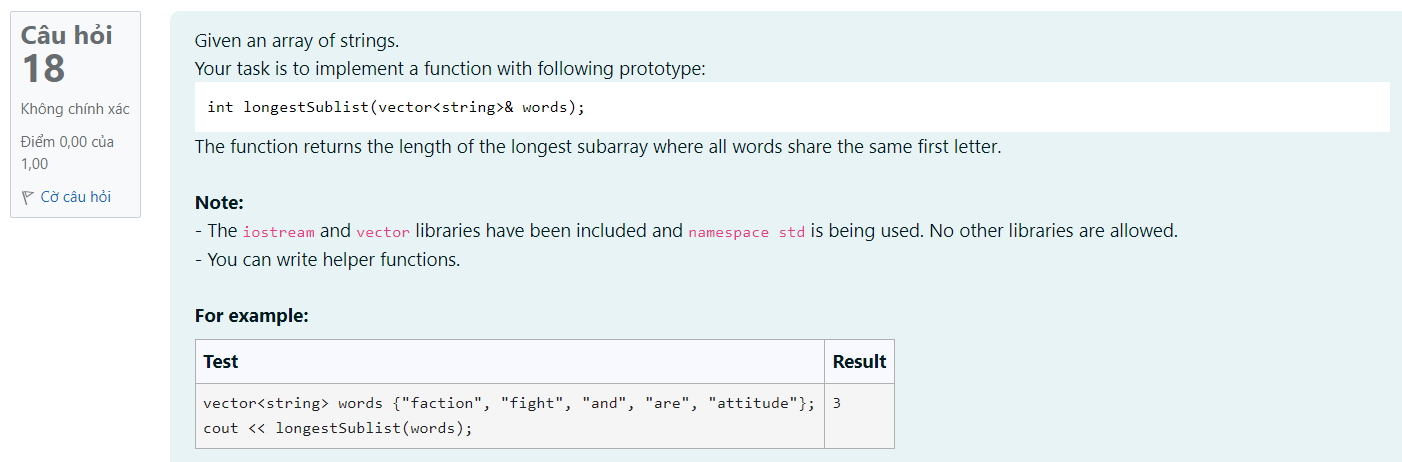 Câu hỏi
18
Không chính xác
Điểm 0,00 của
1,00
Cờ câu hỏi
Given an array of strings.
Your task is to implement a function with following prototype:
int longestSublist(vector<string>& words);
The function returns the length of the longest subarray where all words share the same first letter.
Note:
- The iostream and vector libraries have been included and namespace std is being used. No other libraries are allowed.
- You can write helper functions.
For example:
Test Result
vector<string> words {"faction", "fight", "and", "are", "attitude"}; 3
cout << longestSublist(words);